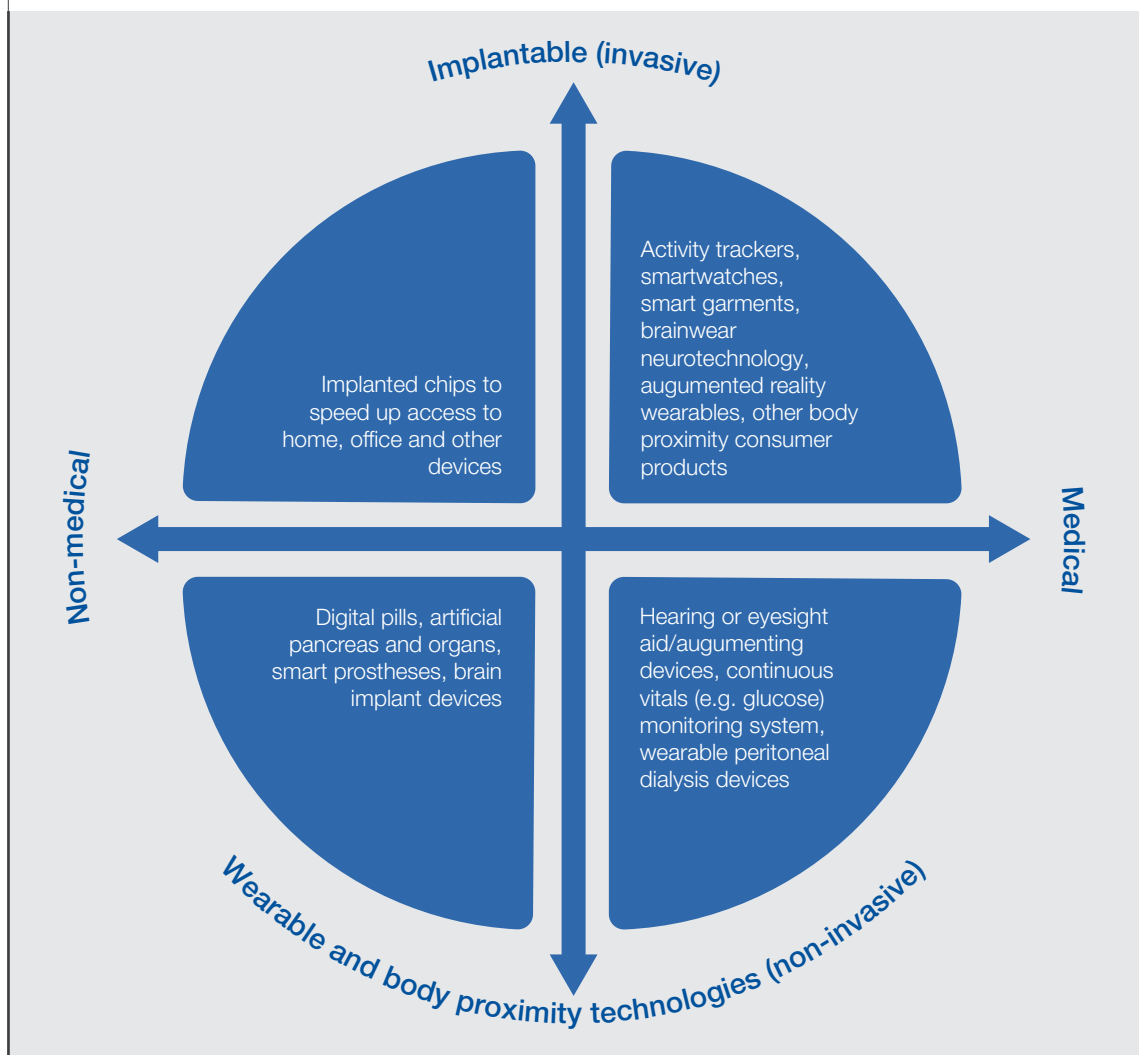 Implantable (invasive)
Activity trackers,
smartwatches,
smart garments,
brainwear
neurotechnology,
augumented reality
wearables, other body
proximity consumer
products
Implanted chips to
speed up access to
home, office and other
devices
Non-medical
Medical
Digital pills, artificial
pancreas and organs,
smart prostheses, brain
implant devices
Hearing or eyesight
aid/augumenting
devices, continuous
vitals (e.g. glucose)
monitoring system,
wearable peritoneal
dialysis devices
Wearable and body proximity technologies (non-invasive)